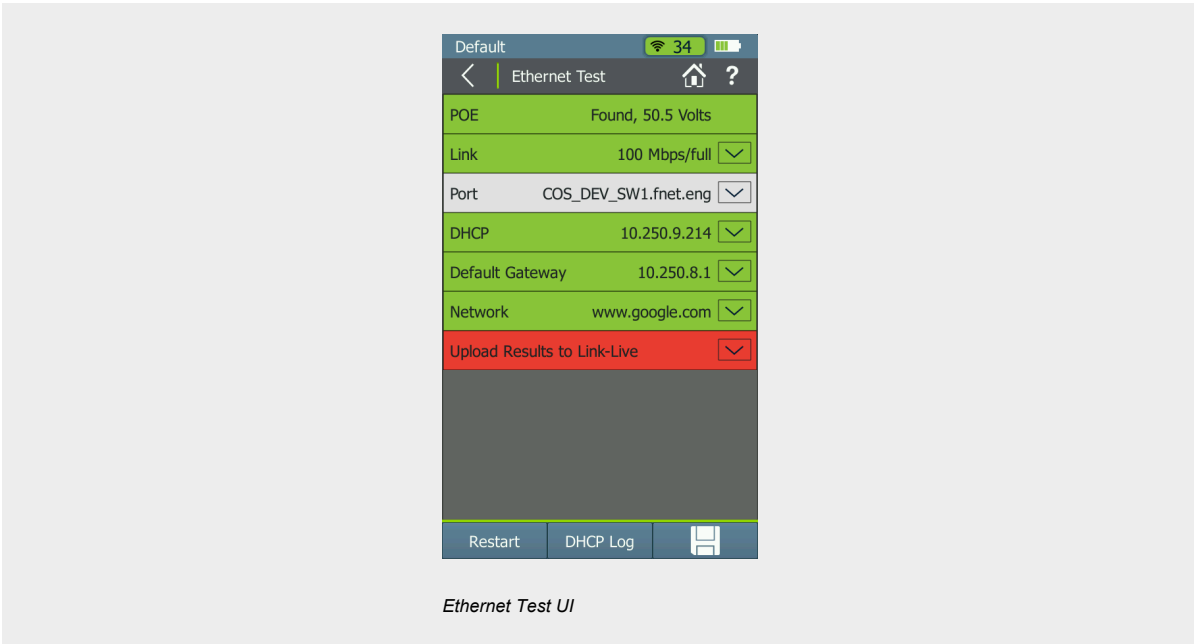 Default 34
Ethernet Test ?
POE Found, 50.5 Volts
Link 100 Mbps/full
Port COS_DEV_SW1.fnet.eng
DHCP 10.250.9.214
Default Gateway 10.250.8.1
Network www.google.com
Upload Results to Link-Live
Restart DHCP Log
Ethernet Test UI